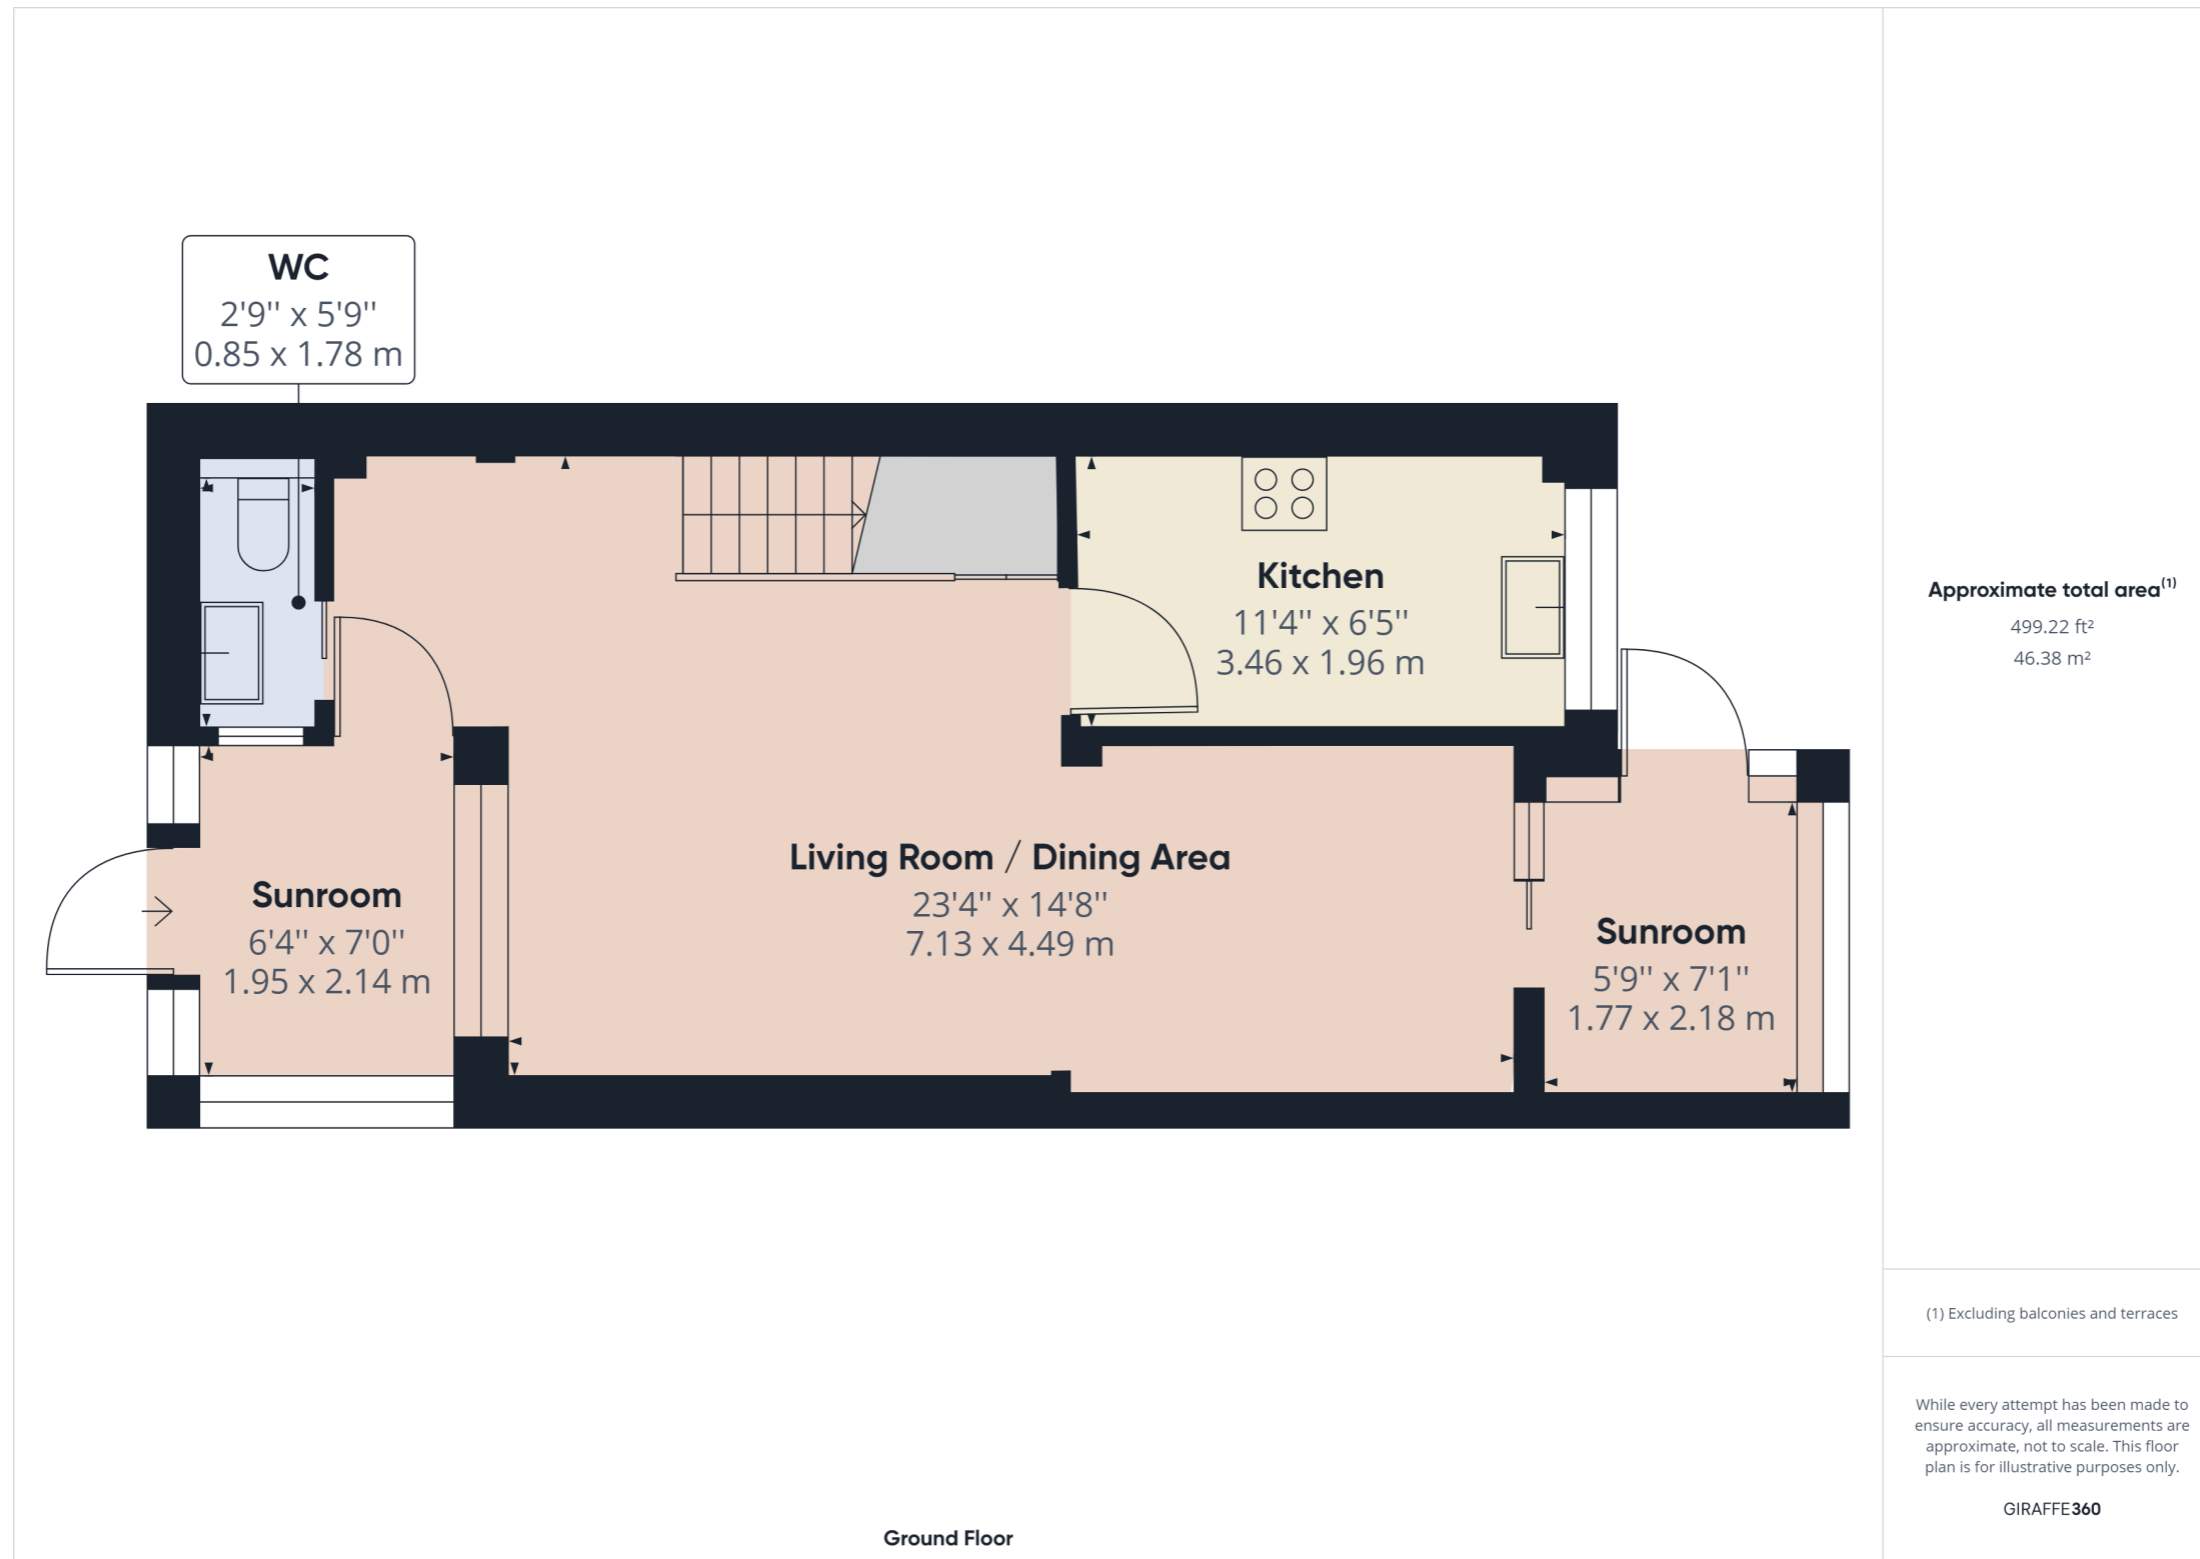 WC
2'9'' x 5'9''
0.85 x 1.78 m
Kitchen
11'4'' x 6'5''
3.46 x 1.96 m
Living Room / Dining Area
23'4'' x 14'8''
7.13 x 4.49 m
Sunroom
6'4'' x 7'0''
1.95 x 2.14 m
Sunroom
5'9'' x 7'1''
1.77 x 2.18 m
Ground Floor
Approximate total area(1)
499.22 ft²
46.38 m²
(1) Excluding balconies and terraces
While every attempt has been made to
ensure accuracy, all measurements are
approximate, not to scale. This floor
plan is for illustrative purposes only.
GIRAFFE360